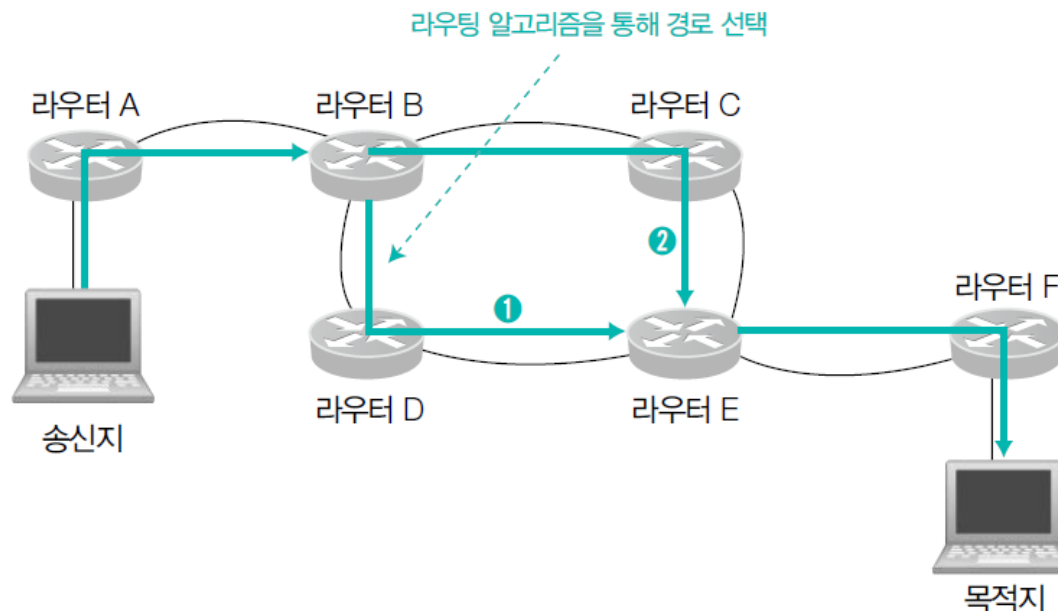 라우팅 알고리즘을 통해 경로 선택
라우터 A
라우터 B
라우터 C
❷
라우터 F
❶
라우터 D
라우터 E
송신지
목적지